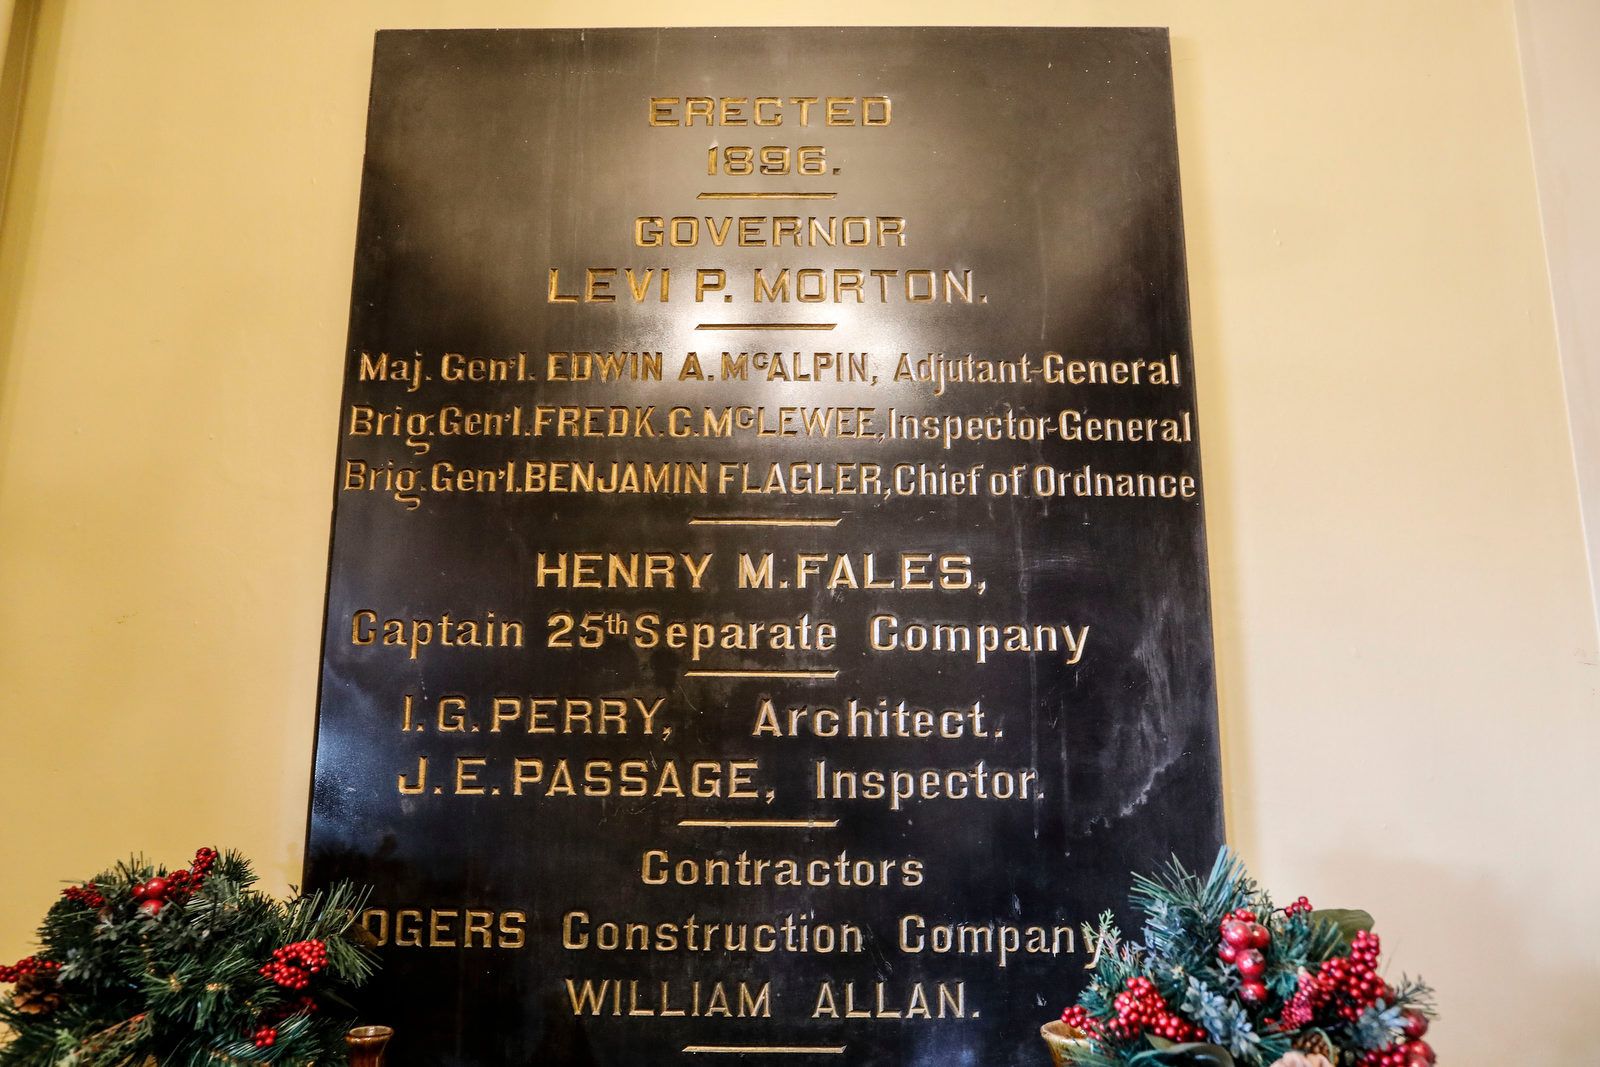 ERECTED
1896.
GOVERNOR
LEVI P. MORTON.
Maj. Gen'l. EDWIN A. McALPIN, Adjutant-General
Brig. Gen'l. FREDK. C. McLEWEE, Inspector-General
Brig. Gen'l. BENJAMIN FLAGLER, Chief of Ordnance
HENRY M. FALES,
Captain 25th Separate Company
I. G. PERRY, Architect.
J. E. PASSAGE, Inspector.
Contractors
ROGERS Construction Company
WILLIAM ALLAN.